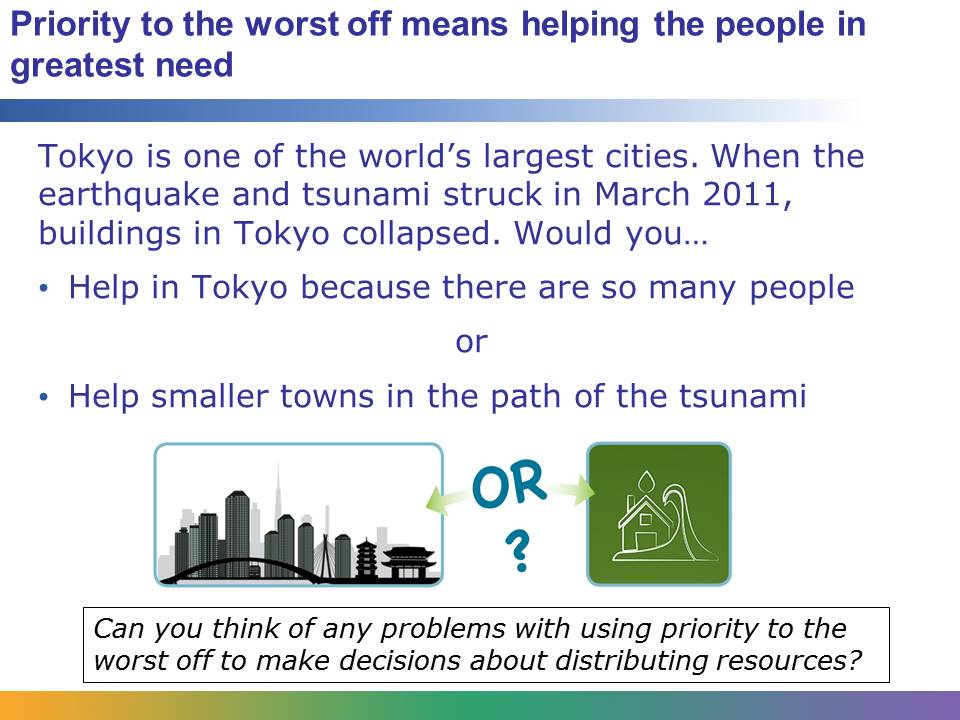 Priority to the worst off means helping the people in
greatest need
Tokyo is one of the world’s largest cities. When the
earthquake and tsunami struck in March 2011,
buildings in Tokyo collapsed. Would you…
• Help in Tokyo because there are so many people
or
• Help smaller towns in the path of the tsunami
OR
?
Can you think of any problems with using priority to the
worst off to make decisions about distributing resources?